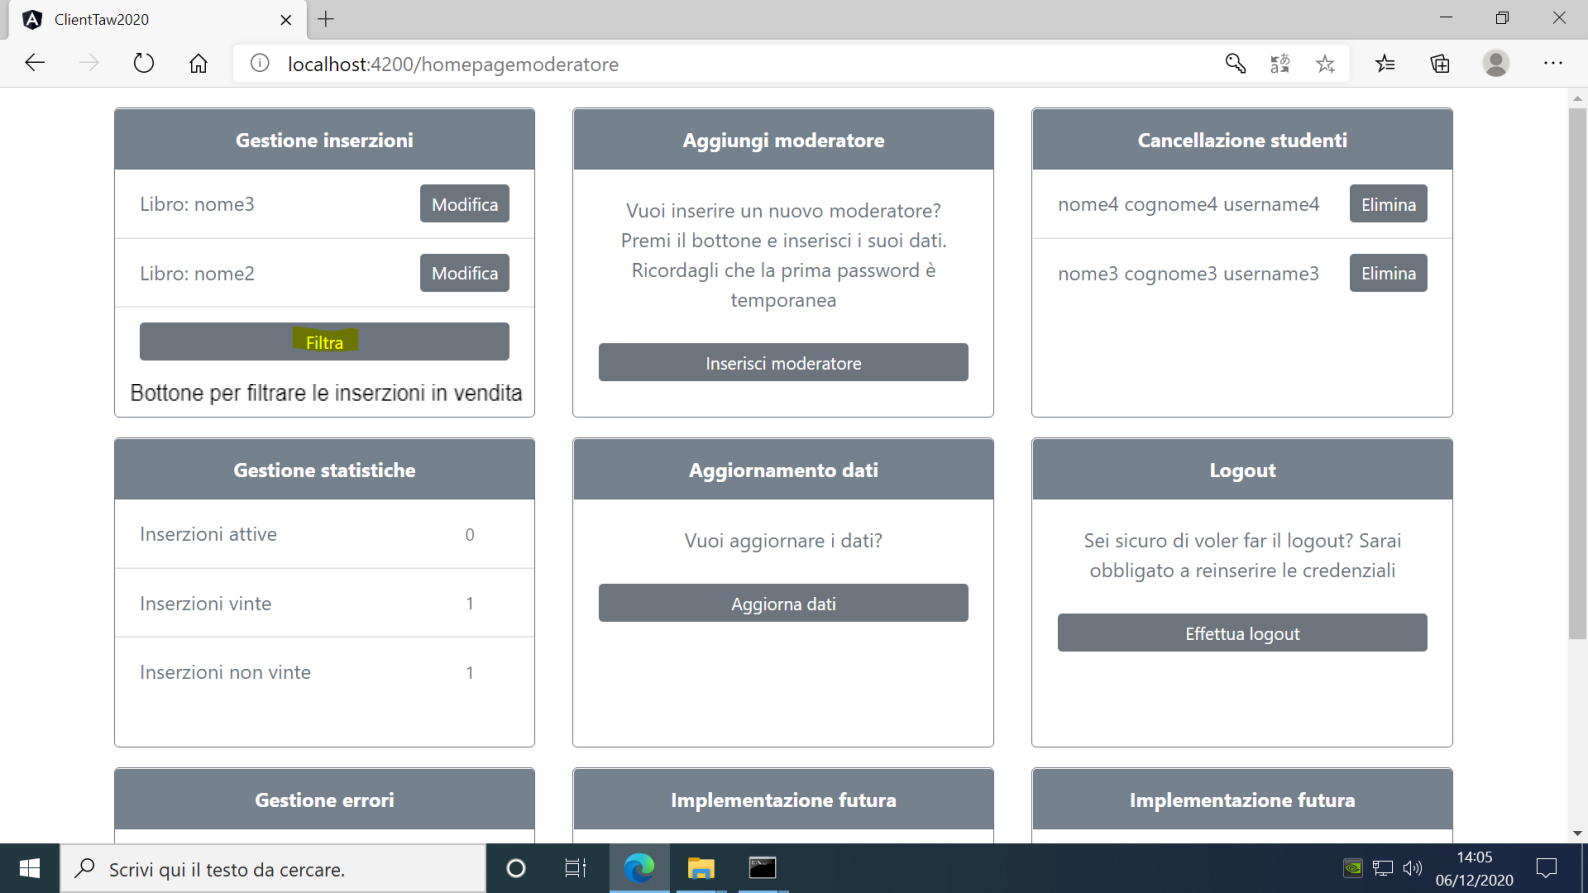 ClientTaw2020
localhost:4200/homepagemoderatore
Gestione inserzioni
Libro: nome3
Modifica
Libro: nome2
Modifica
Filtra
Bottone per filtrare le inserzioni in vendita
Aggiungi moderatore
Vuoi inserire un nuovo moderatore?
Premi il bottone e inserisci i suoi dati.
Ricordagli che la prima password è
temporanea
Inserisci moderatore
Cancellazione studenti
nome4 cognome4 username4
Elimina
nome3 cognome3 username3
Elimina
Gestione statistiche
Inserzioni attive 0
Inserzioni vinte 1
Inserzioni non vinte 1
Aggiornamento dati
Vuoi aggiornare i dati?
Aggiorna dati
Logout
Sei sicuro di voler far il logout? Sarai
obbligato a reinserire le credenziali
Effettua logout
Gestione errori
Implementazione futura
Implementazione futura
Scrivi qui il testo da cercare.
14:05
06/12/2020